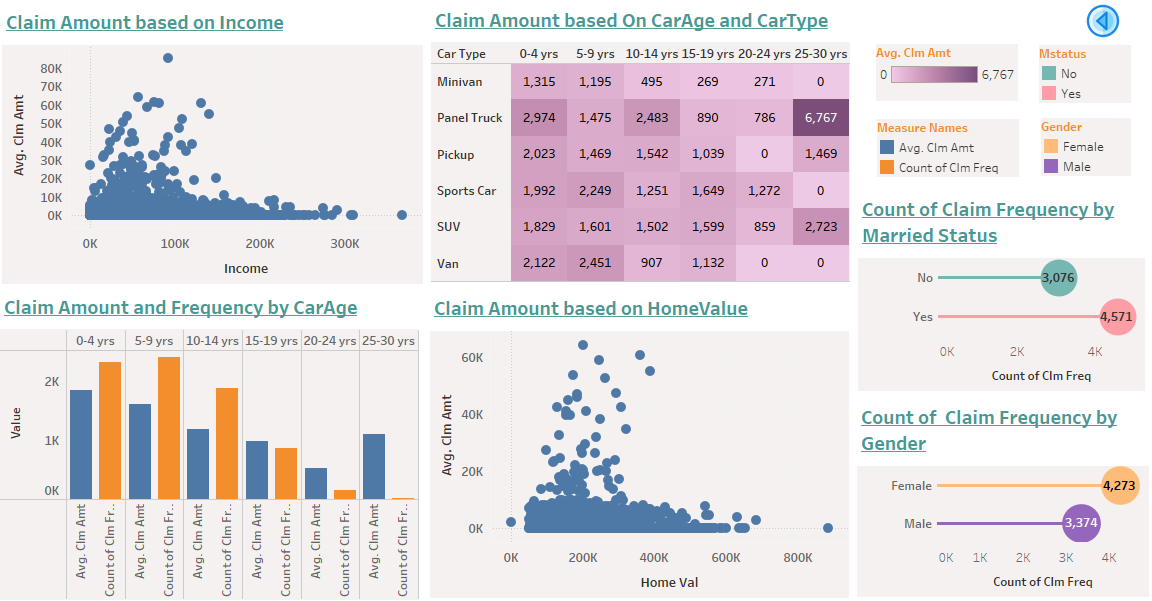 Claim Amount based on Income
80K
70K
60K
50K
40K
30K
20K
10K
0K
Avg. Clm Amt
0K 100K 200K 300K
Income
Claim Amount based On CarAge and CarType
Car Type 0-4 yrs 5-9 yrs 10-14 yrs 15-19 yrs 20-24 yrs 25-30 yrs
Minivan 1,315 1,195 495 269 271 0
Panel Truck 2,974 1,475 2,483 890 786 6,767
Pickup 2,023 1,469 1,542 1,039 0 1,469
Sports Car 1,992 2,249 1,251 1,649 1,272 0
SUV 1,829 1,601 1,502 1,599 859 2,723
Van 2,122 2,451 907 1,132 0 0
Avg. Clm Amt
0 6,767
Mstatus
No
Yes
Measure Names
Avg. Clm Amt
Count of Clm Freq
Gender
Female
Male
Count of Claim Frequency by
Married Status
No 3,076
Yes 4,571
0K 2K 4K
Count of Clm Freq
Claim Amount and Frequency by CarAge
0-4 yrs 5-9 yrs 10-14 yrs 15-19 yrs 20-24 yrs 25-30 yrs
2K
1K
0K
Value
Avg. Clm Amt
Count of Clm Fr..
Avg. Clm Amt
Count of Clm Fr..
Avg. Clm Amt
Count of Clm Fr..
Avg. Clm Amt
Count of Clm Fr..
Avg. Clm Amt
Count of Clm Fr..
Avg. Clm Amt
Count of Clm Fr..
Claim Amount based on HomeValue
60K
40K
20K
0K
Avg. Clm Amt
0K 200K 400K 600K 800K
Home Val
Count of Claim Frequency by
Gender
Female 4,273
Male 3,374
0K 1K 2K 3K 4K
Count of Clm Freq